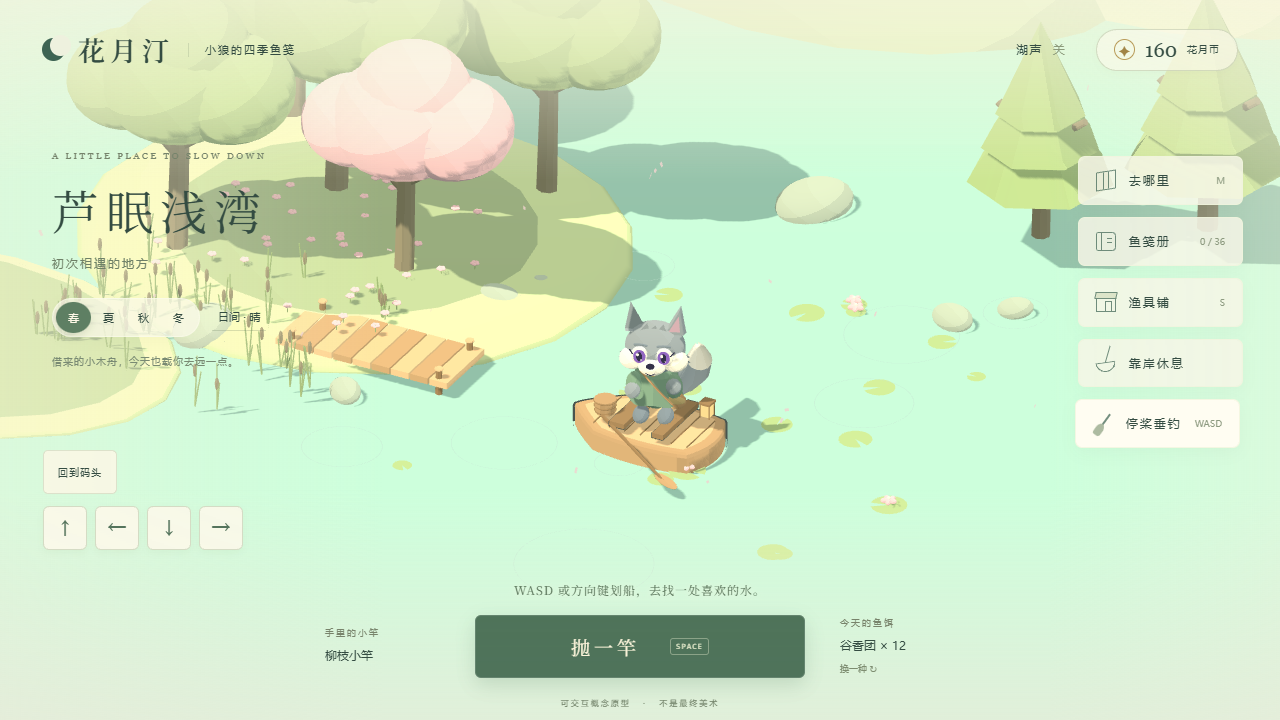 花月汀
小狼的四季鱼笺
湖声 关
160 花月币
A LITTLE PLACE TO SLOW DOWN
芦眠浅湾
初次相遇的地方
春 夏 秋 冬 日间 · 晴
借来的小木舟，今天也载你去远一点。
去哪里 M
鱼笺册 0 / 36
渔具铺 S
靠岸休息
停桨垂钓 WASD
回到码头
↑ ← ↓ →
WASD 或方向键划船，去找一处喜欢的水。
手里的小竿
柳枝小竿
抛一竿 SPACE
今天的鱼饵
谷香团 × 12
换一种 ↻
可交互概念原型 · 不是最终美术